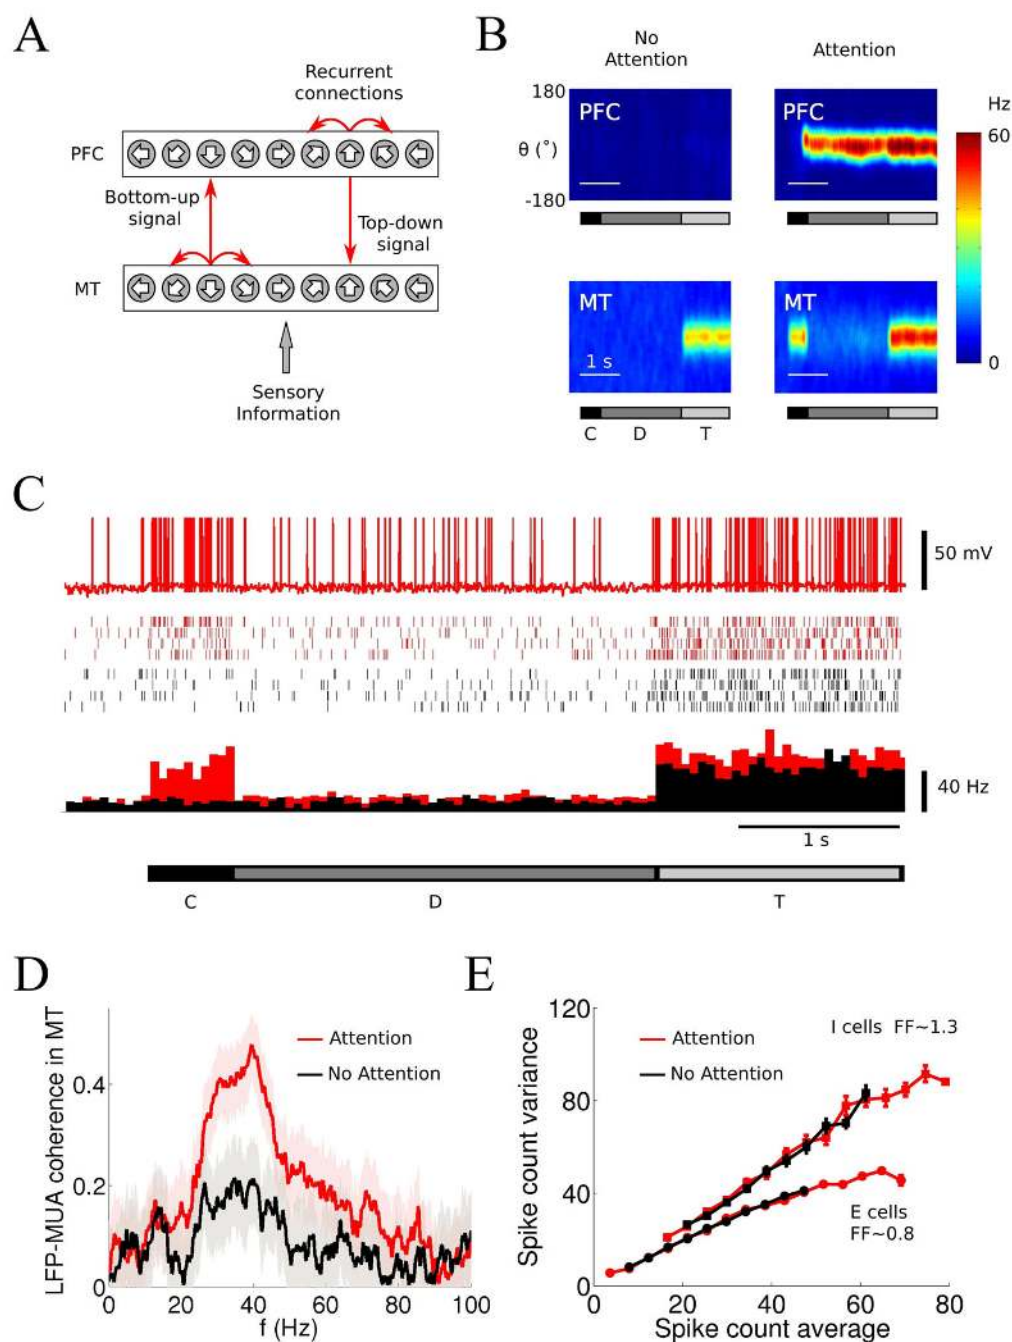 A
Recurrent
connections
PFC
Bottom-up
signal
Top-down
signal
MT
Sensory
Information
B
No
Attention
Attention
Hz
180
PFC
PFC
60
θ (°)
-180
MT
MT
1 s
0
C D T
C
50 mV
40 Hz
1 s
C D T
D
LFP-MUA coherence in MT
Attention
No Attention
0.4
0.2
0
0 20 40 60 80 100
f (Hz)
E
Spike count variance
120
I cells FF~1.3
Attention
No Attention
80
40
E cells
FF~0.8
0
0 20 40 60 80
Spike count average